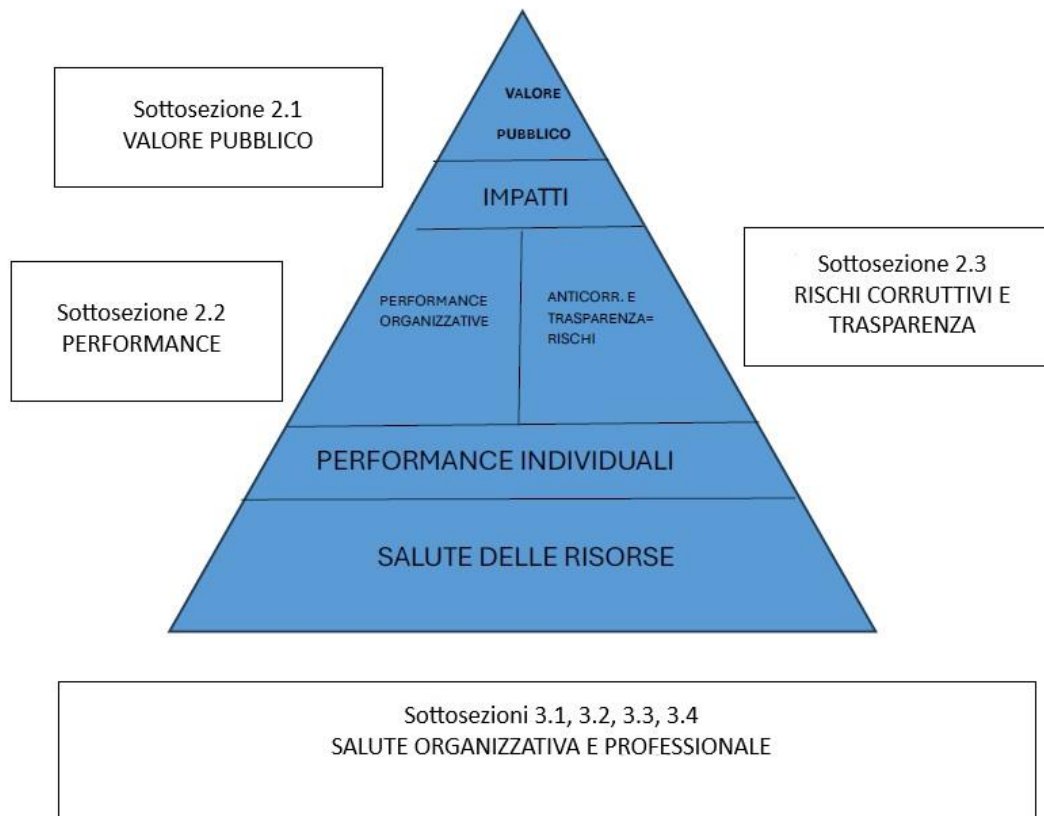 VALORE
PUBBLICO
Sottosezione 2.1
VALORE PUBBLICO
IMPATTI
Sottosezione 2.2
PERFORMANCE
PERFORMANCE
ORGANIZZATIVE
ANTICORR. E
TRASPARENZA=
RISCHI
Sottosezione 2.3
RISCHI CORRUTTIVI E
TRASPARENZA
PERFORMANCE INDIVIDUALI
SALUTE DELLE RISORSE
Sottosezioni 3.1, 3.2, 3.3, 3.4
SALUTE ORGANIZZATIVA E PROFESSIONALE